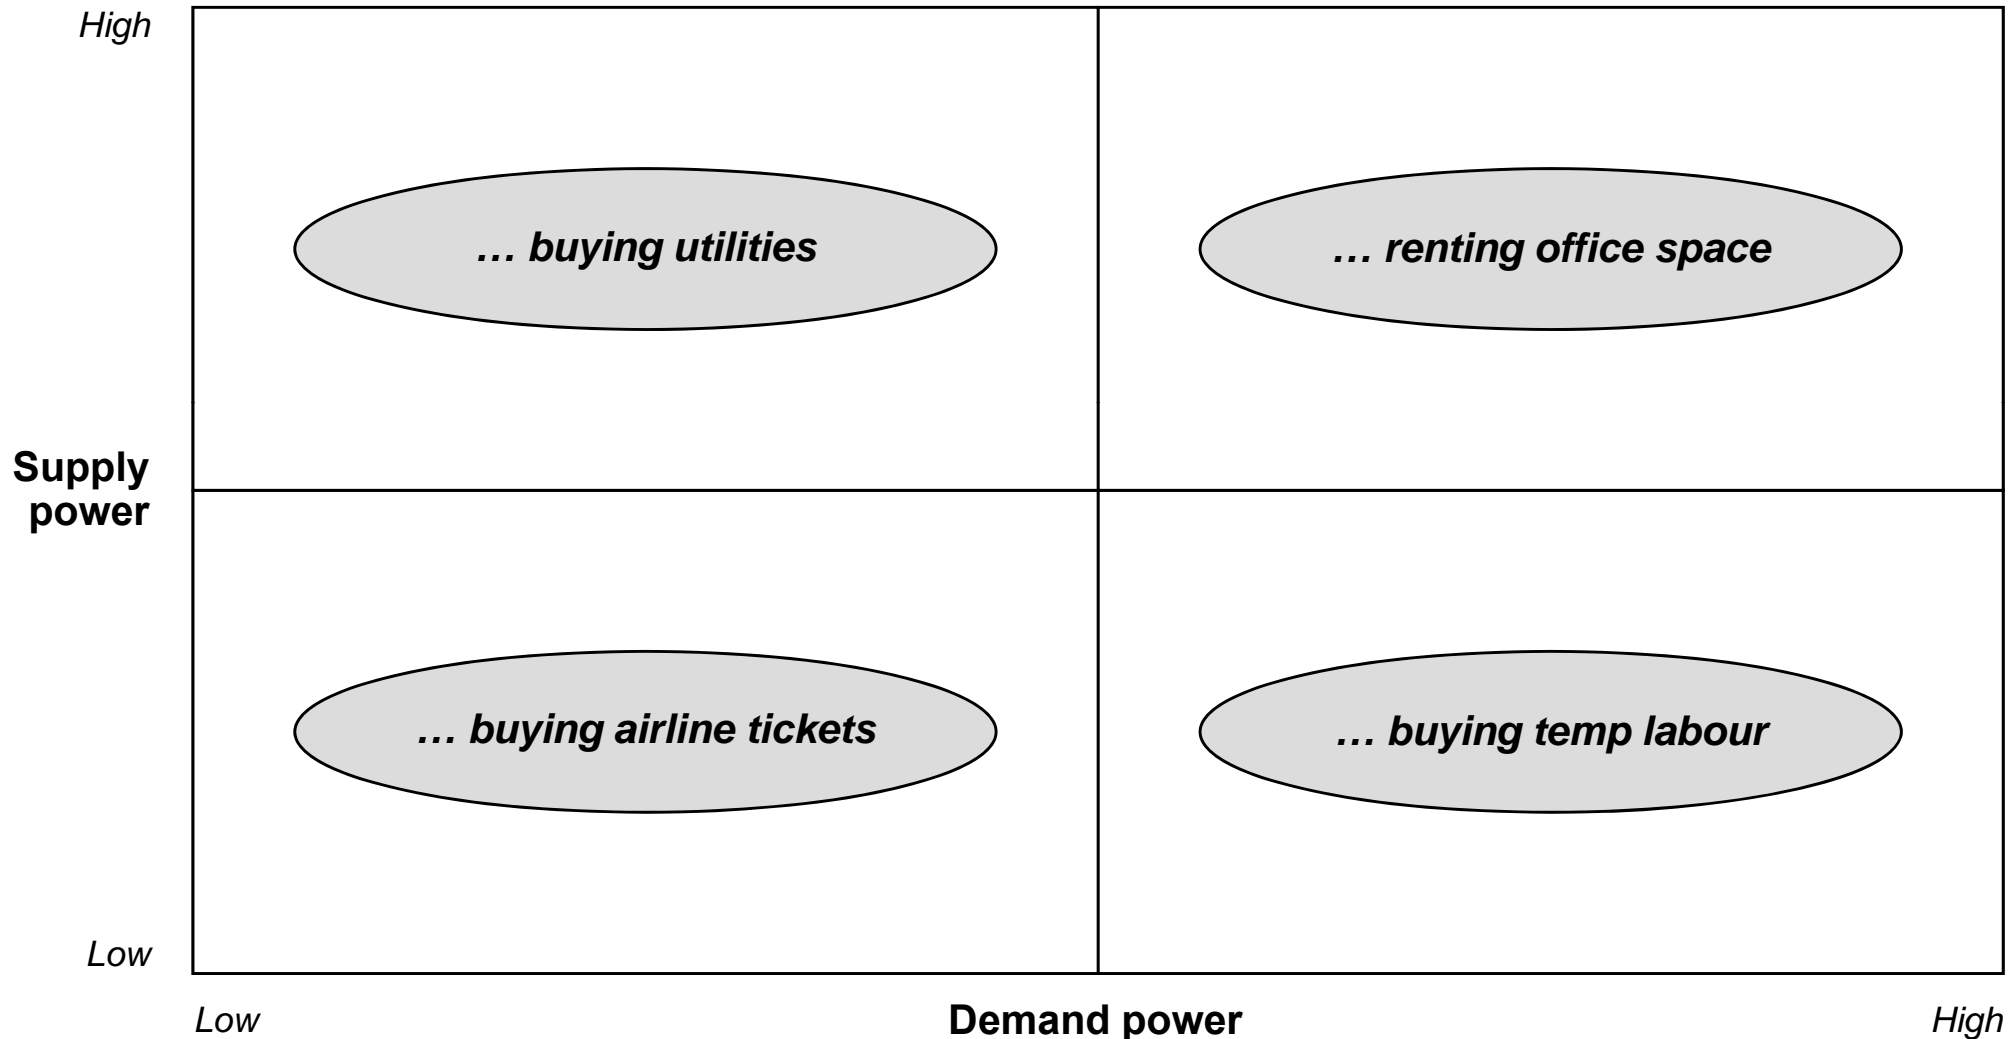 High
… buying utilities
… renting office space
Supply
power
… buying airline tickets
… buying temp labour
Low
Low
Demand power
High